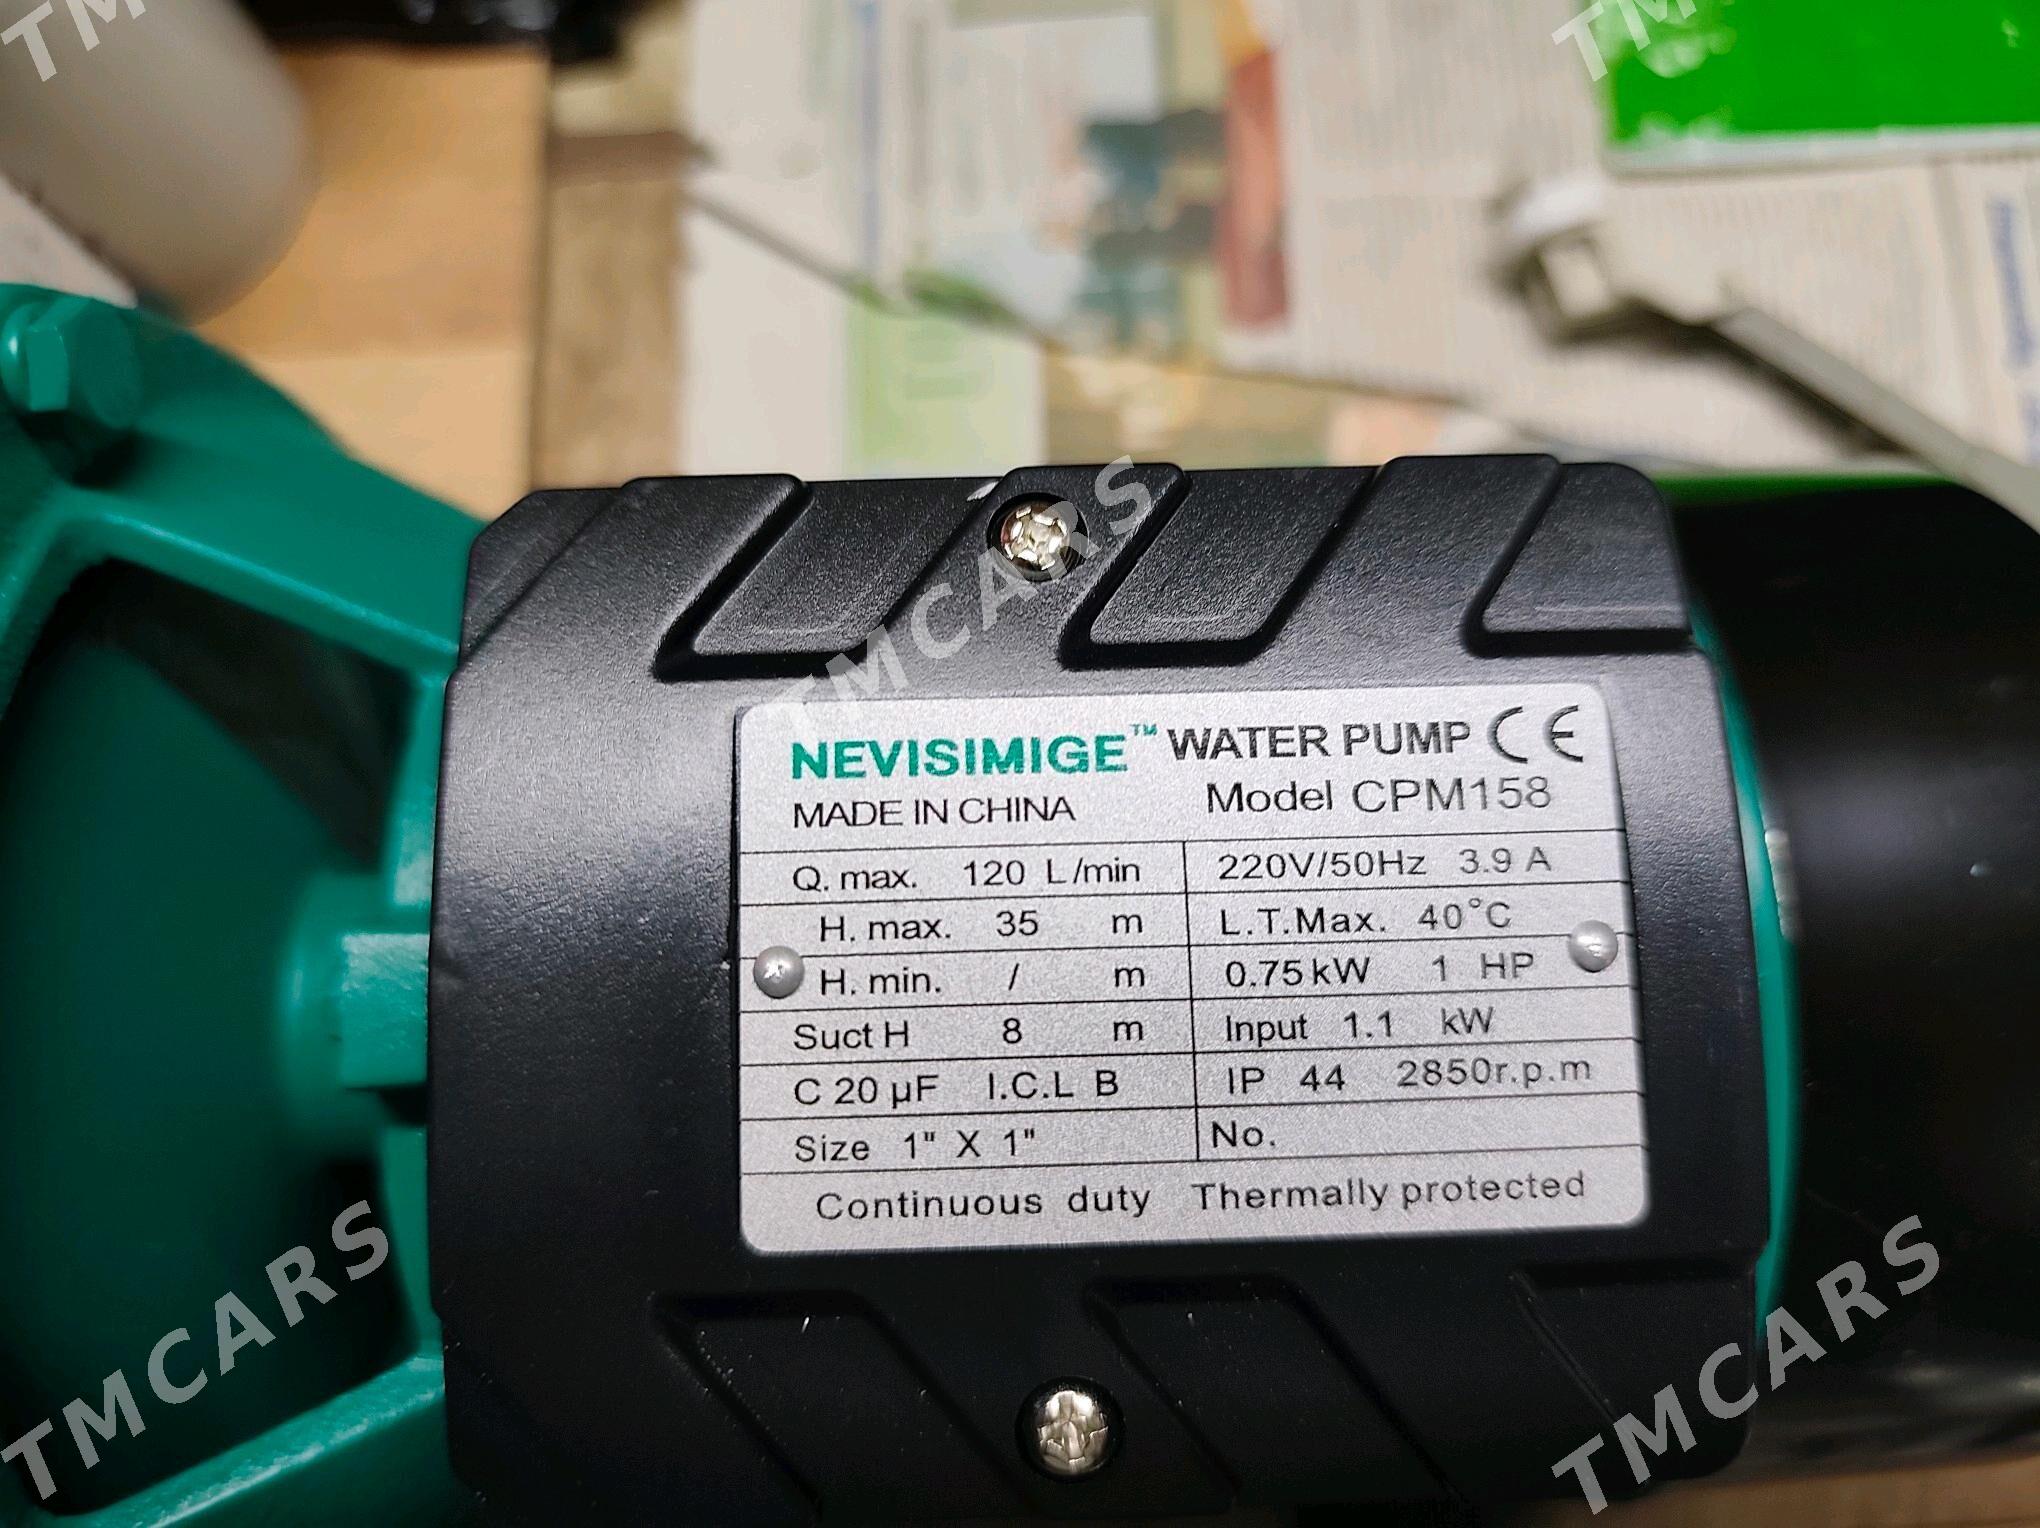 TMCARS
TMCARS
TMCARS
NEVISIMIGE™ WATER PUMP CE
MADE IN CHINA Model CPM158
Q. max. 120 L/min 220V/50Hz 3.9 A
H. max. 35 m L.T.Max. 40°C
H. min. / m 0.75kW 1 HP
Suct H 8 m Input 1.1 kW
C 20 µF I.C.L B IP 44 2850r.p.m
Size 1" X 1" No.
Continuous duty Thermally protected
TMCARS
TMCARS